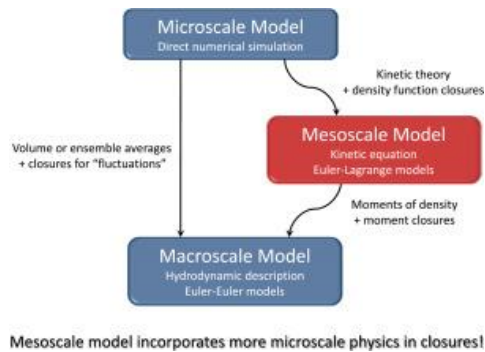 Microscale Model
Direct numerical simulation
Kinetic theory
+ density function closures
Volume or ensemble averages
+ closures for "fluctuations"
Mesoscale Model
Kinetic equation
Euler-Lagrange models
Moments of density
+ moment closures
Macroscale Model
Hydrodynamic description
Euler-Euler models
Mesoscale model incorporates more microscale physics in closures!